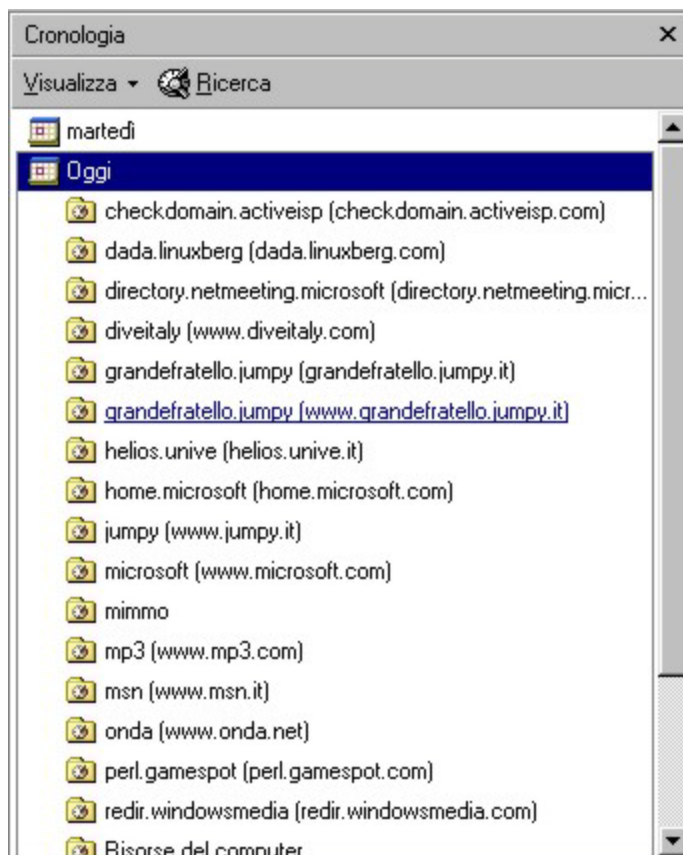 Cronologia
Visualizza Ricerca
martedì
Oggi
checkdomain.activeisp (checkdomain.activeisp.com)
dada.linuxberg (dada.linuxberg.com)
directory.netmeeting.microsoft (directory.netmeeting.micr...
diveitaly (www.diveitaly.com)
grandefratello.jumpy (grandefratello.jumpy.it)
grandefratello.jumpy (www.grandefratello.jumpy.it)
helios.unive (helios.unive.it)
home.microsoft (home.microsoft.com)
jumpy (www.jumpy.it)
microsoft (www.microsoft.com)
mimmo
mp3 (www.mp3.com)
msn (www.msn.it)
onda (www.onda.net)
perl.gamespot (perl.gamespot.com)
redir.windowsmedia (redir.windowsmedia.com)
Risorse del computer